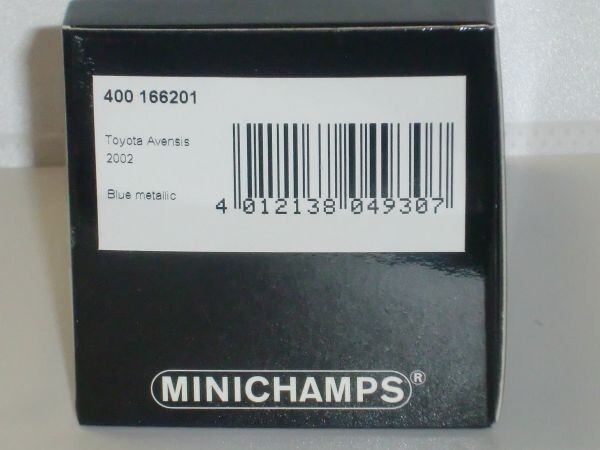 400 166201
Toyota Avensis
2002
Blue metallic
4 012138 049307
MINICHAMPS®